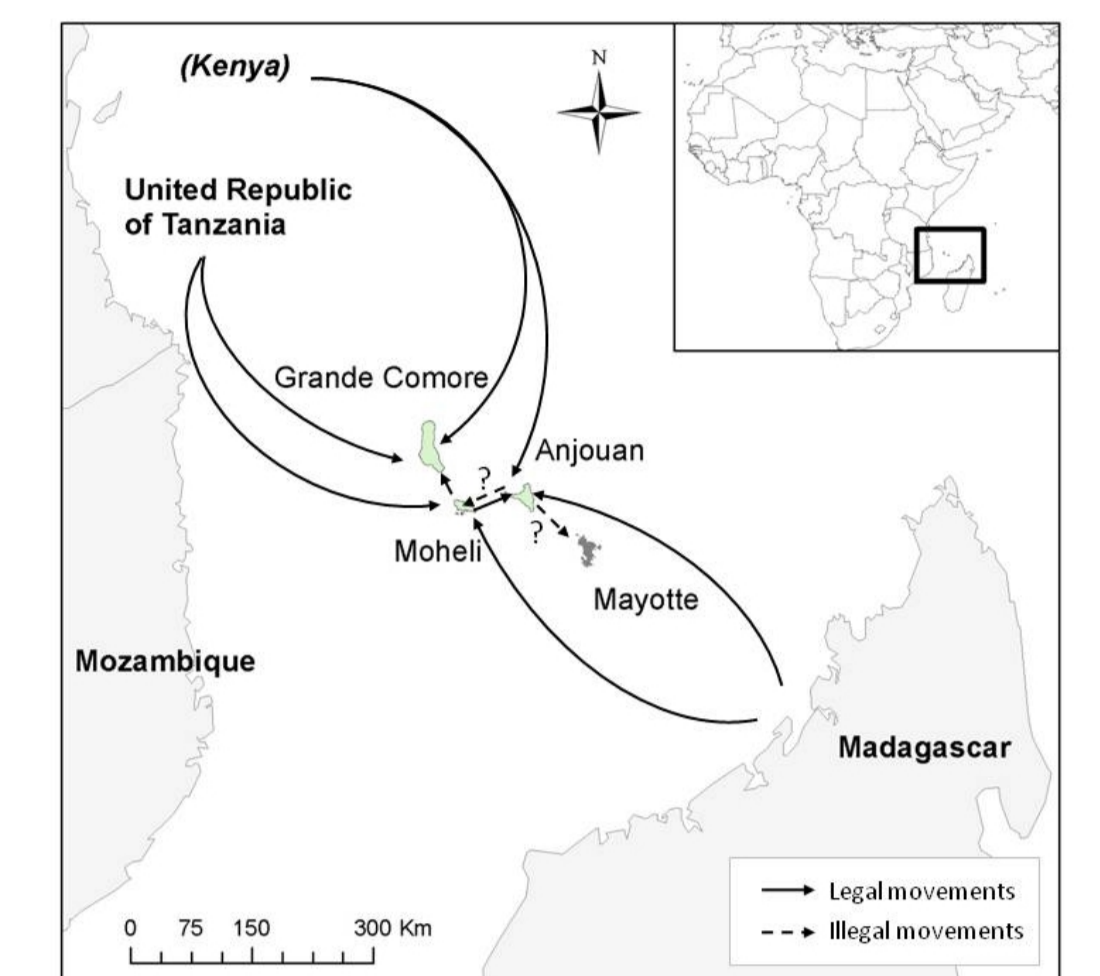 (Kenya)
N
United Republic
of Tanzania
Grande Comore
Anjouan
?
?
Moheli
Mayotte
Mozambique
Madagascar
Legal movements
Illegal movements
0 75 150 300 Km